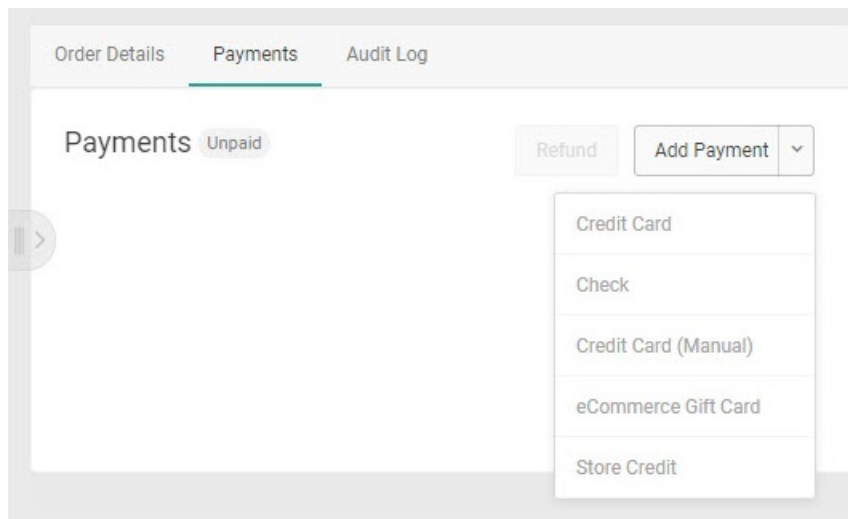 Order Details Payments Audit Log
Payments Unpaid Refund Add Payment
Credit Card
Check
Credit Card (Manual)
eCommerce Gift Card
Store Credit